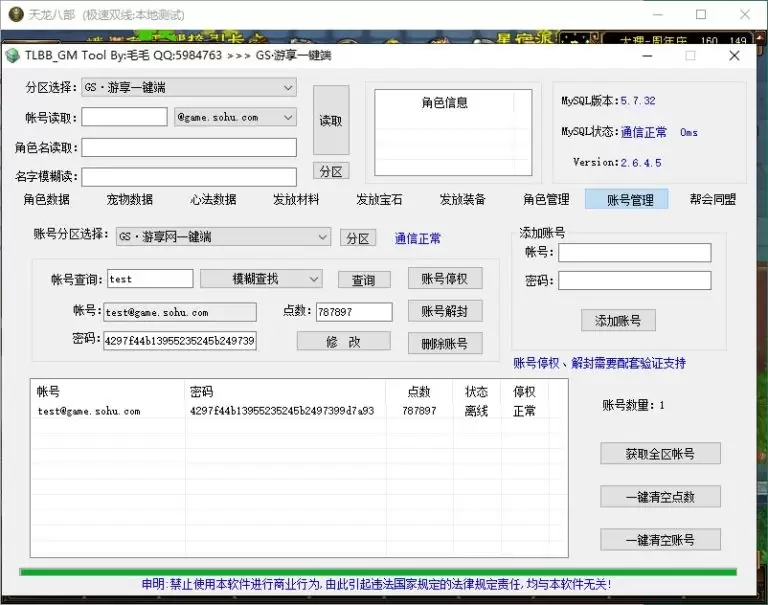 天龙八部 (极速双线:本地测试)
大理-周年庆 160 149
TLBB_GM Tool By:毛毛 QQ:5984763 >>> GS·游享一键端
分区选择: GS·游享一键端
帐号读取: @game.sohu.com
角色名读取:
名字模糊读:
读取
分区
角色信息
MySQL版本:5.7.32
MySQL状态:通信正常 0ms
Version:2.6.4.5
角色数据 宠物数据 心法数据 发放材料 发放宝石 发放装备 角色管理 账号管理 帮会同盟
账号分区选择: GS·游享网一键端 分区 通信正常
帐号查询: test 模糊查找 查询 账号停权
帐号: test@game.sohu.com 点数: 787897 账号解封
密码: 4297f44b13955235245b249739 修 改 删除账号
添加账号
帐号:
密码:
添加账号
账号停权、解封需要配套验证支持
帐号 密码 点数 状态 停权
test@game.sohu.com 4297f44b13955235245b2497399d7a93 787897 离线 正常
账号数量: 1
获取全区帐号
一键清空点数
一键清空账号
申明:禁止使用本软件进行商业行为,由此引起违法国家规定的法律规定责任,均与本软件无关!